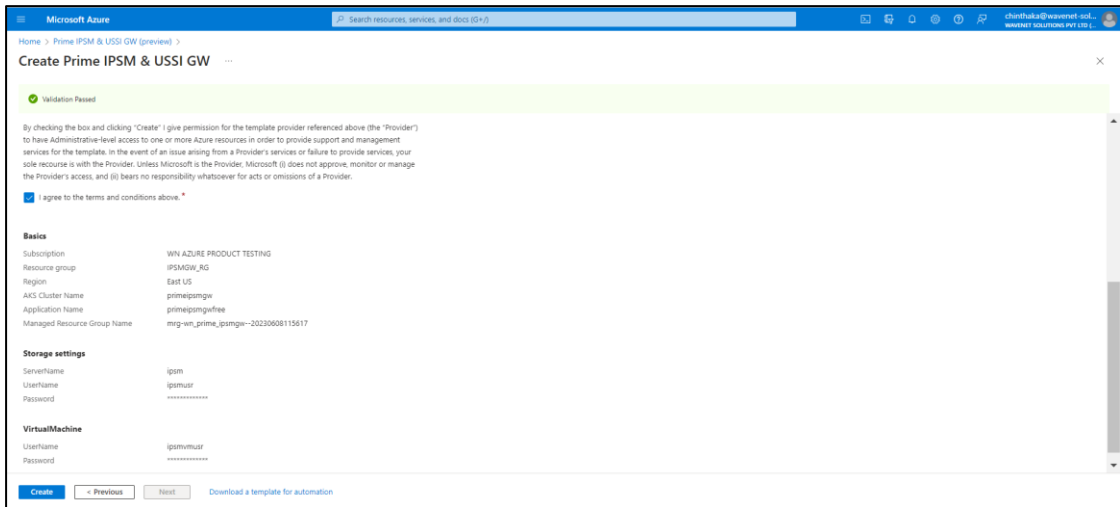 Microsoft Azure
Search resources, services, and docs (G+/)
chinthaka@wavenet-sol...
WAVENET SOLUTIONS PVT LTD (...
Home > Prime IPSM & USSI GW (preview) >
Create Prime IPSM & USSI GW ...
Validation Passed
By checking the box and clicking "Create" I give permission for the template provider referenced above (the "Provider")
to have Administrative-level access to one or more Azure resources in order to provide support and management
services for the template. In the event of an issue arising from a Provider's services or failure to provide services, your
sole recourse is with the Provider. Unless Microsoft is the Provider, Microsoft (i) does not approve, monitor or manage
the Provider's access, and (ii) bears no responsibility whatsoever for acts or omissions of a Provider.
I agree to the terms and conditions above. *
Basics
Subscription WN AZURE PRODUCT TESTING
Resource group IPSMGW_RG
Region East US
AKS Cluster Name primeipsmgw
Application Name primeipsmgwfree
Managed Resource Group Name mrg-wn_prime_ipsmgw--20230608115617
Storage settings
ServerName ipsm
UserName ipsmusr
Password *************
VirtualMachine
UserName ipsmvmusr
Password *************
Create < Previous Next Download a template for automation